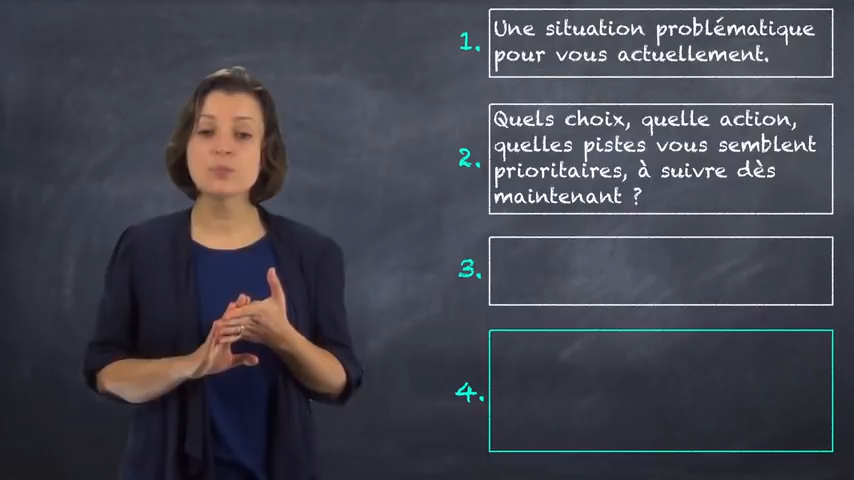 1. Une situation problématique
pour vous actuellement.
2. Quels choix, quelle action,
quelles pistes vous semblent
prioritaires, à suivre dès
maintenant ?
3.
4.